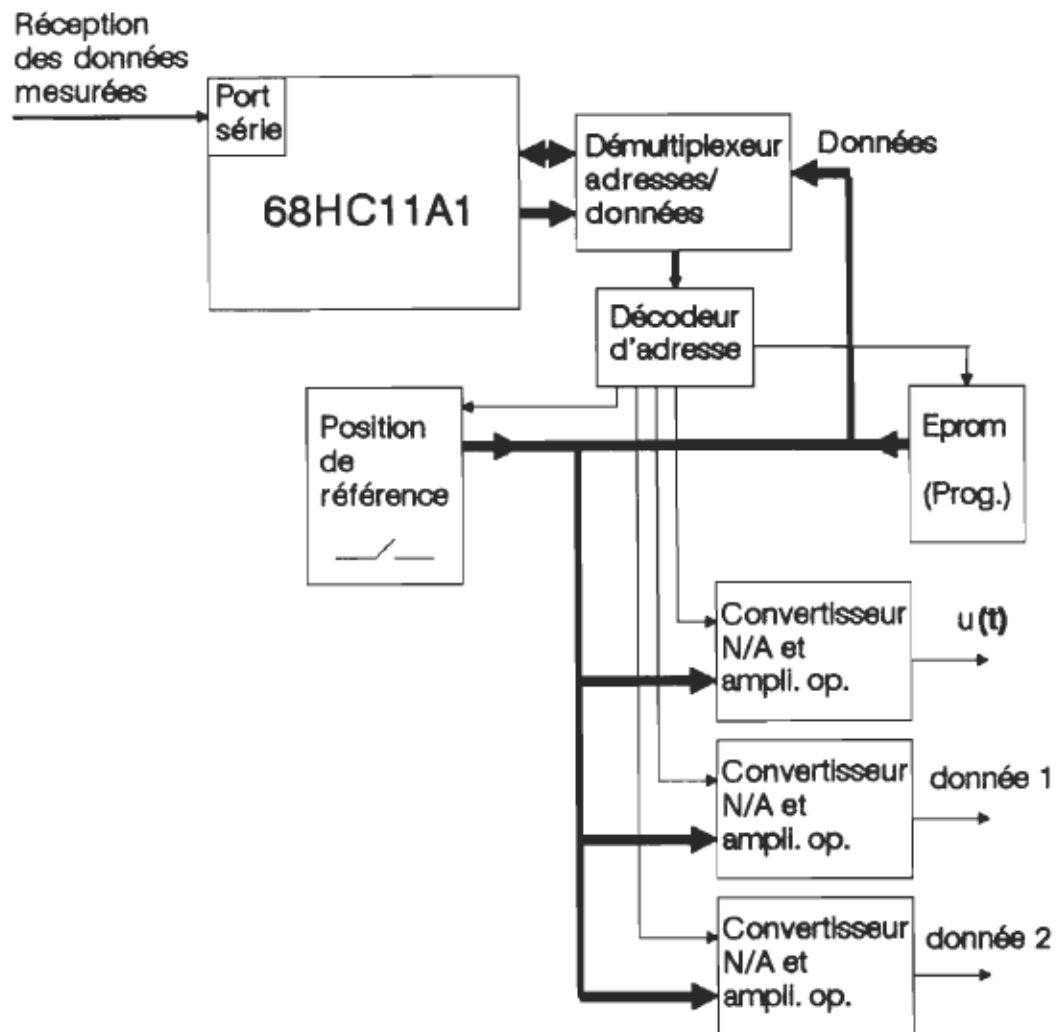 Réception
des données
mesurées
Port
série
68HC11A1
Démultiplexeur
adresses/
données
Données
Décodeur
d'adresse
Position
de
référence
Eprom
(Prog.)
Convertisseur
N/A et
ampli. op.
u(t)
Convertisseur
N/A et
ampli. op.
donnée 1
Convertisseur
N/A et
ampli. op.
donnée 2